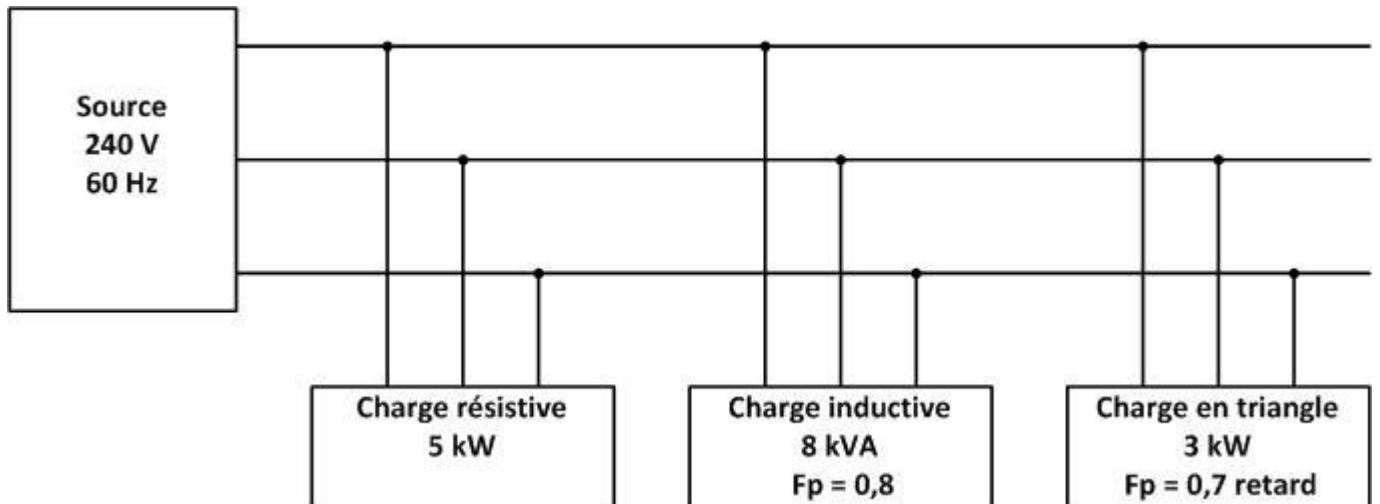 Source
240 V
60 Hz
Charge résistive
5 kW
Charge inductive
8 kVA
Fp = 0,8
Charge en triangle
3 kW
Fp = 0,7 retard